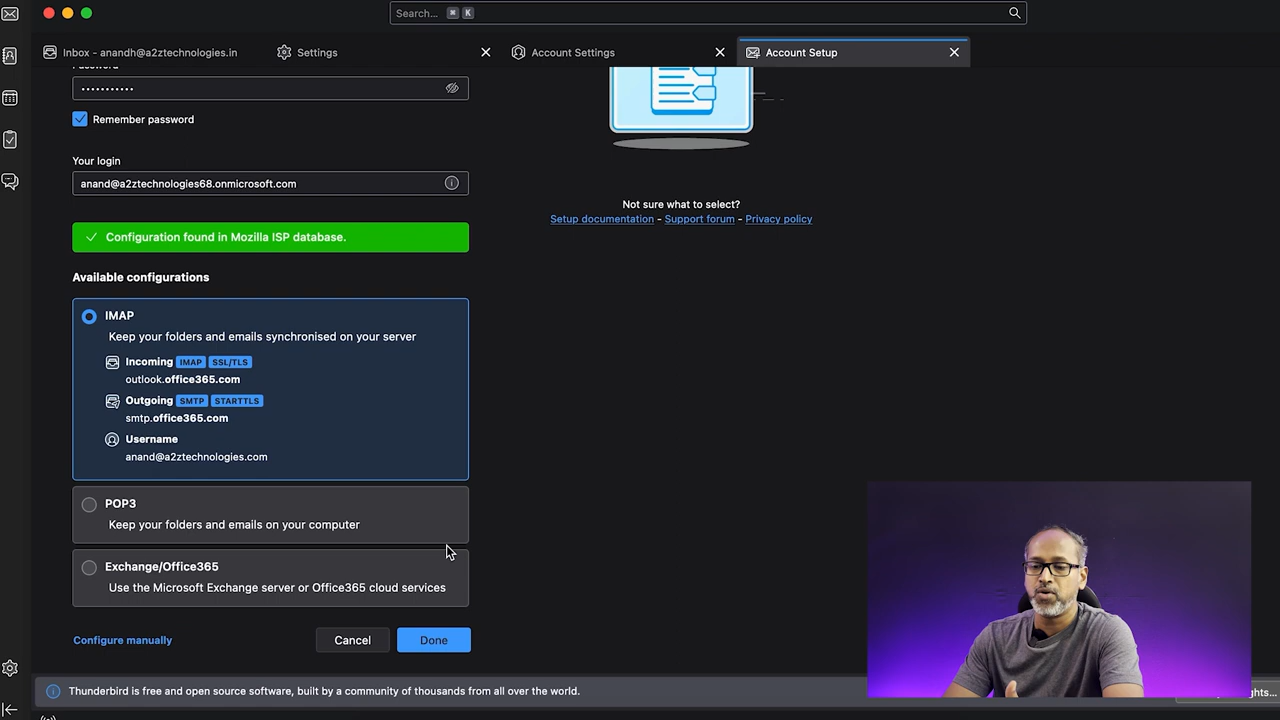 Search... ⌘ K
Inbox - anandh@a2ztechnologies.in
Settings
Account Settings
Account Setup
Password
•••••••••••
Remember password
Your login
anand@a2ztechnologies68.onmicrosoft.com
Configuration found in Mozilla ISP database.
Available configurations
IMAP
Keep your folders and emails synchronised on your server
Incoming IMAP SSL/TLS
outlook.office365.com
Outgoing SMTP STARTTLS
smtp.office365.com
Username
anand@a2ztechnologies.com
POP3
Keep your folders and emails on your computer
Exchange/Office365
Use the Microsoft Exchange server or Office365 cloud services
Configure manually
Cancel
Done
Not sure what to select?
Setup documentation - Support forum - Privacy policy
Thunderbird is free and open source software, built by a community of thousands from all over the world.